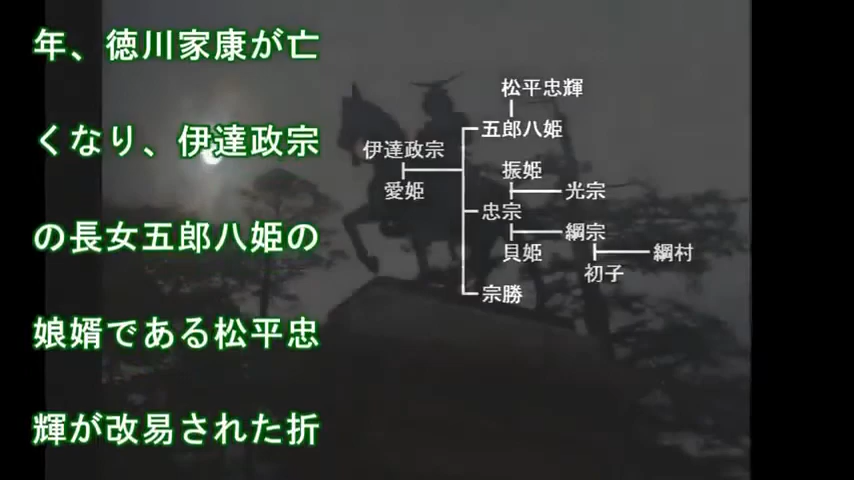 年、徳川家康が亡
くなり、伊達政宗
の長女五郎八姫の
娘婿である松平忠
輝が改易された折
松平忠輝
五郎八姫
伊達政宗
愛姫
振姫
光宗
忠宗
綱宗
貝姫
綱村
初子
宗勝